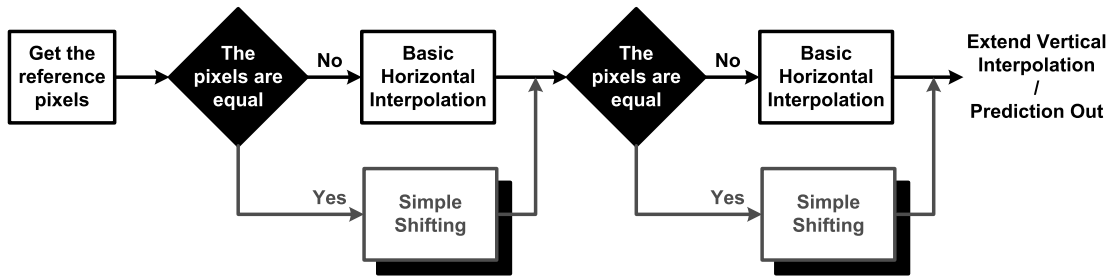 Get the
reference
pixels
The
pixels are
equal
No
Basic
Horizontal
Interpolation
Yes
Simple
Shifting
The
pixels are
equal
No
Basic
Horizontal
Interpolation
Yes
Simple
Shifting
Extend Vertical
Interpolation
/
Prediction Out